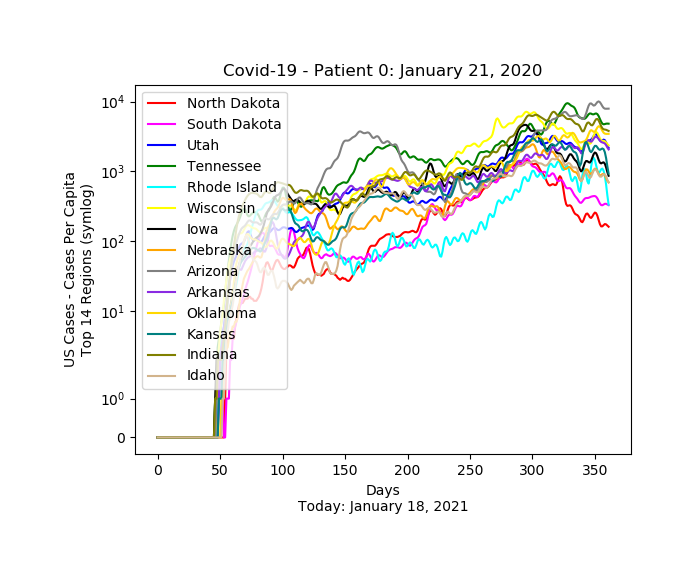 Covid-19 - Patient 0: January 21, 2020
US Cases - Cases Per Capita
Top 14 Regions (symlog)
10^4
10^3
10^2
10^1
10^0
0
North Dakota
South Dakota
Utah
Tennessee
Rhode Island
Wisconsin
Iowa
Nebraska
Arizona
Arkansas
Oklahoma
Kansas
Indiana
Idaho
0 50 100 150 200 250 300 350
Days
Today: January 18, 2021